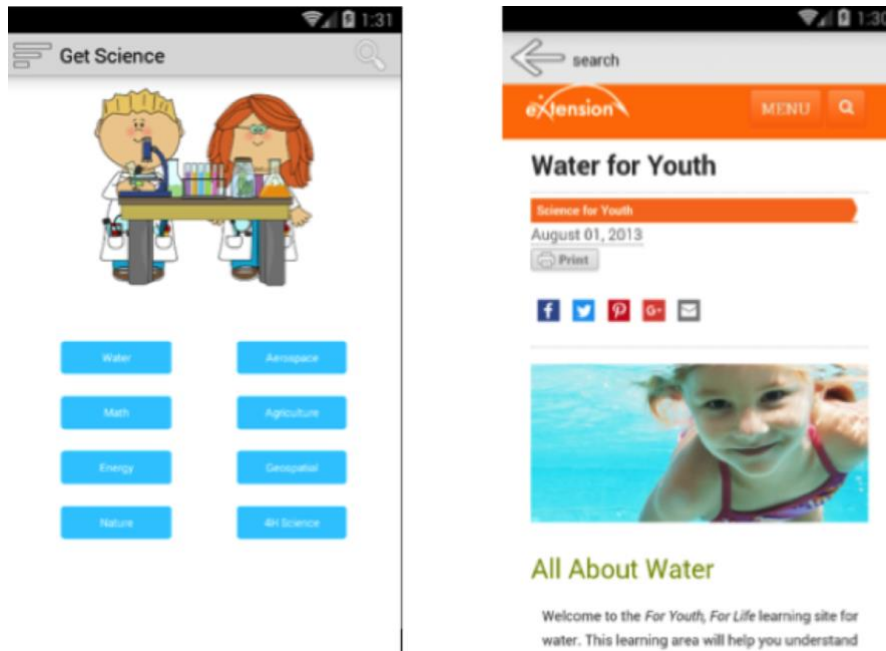 1:31
Get Science
Water
Aerospace
Math
Agriculture
Energy
Geospatial
Nature
4H Science
1:30
search
eXtension
MENU
Water for Youth
Science for Youth
August 01, 2013
Print
f
G+
All About Water
Welcome to the For Youth, For Life learning site for
water. This learning area will help you understand